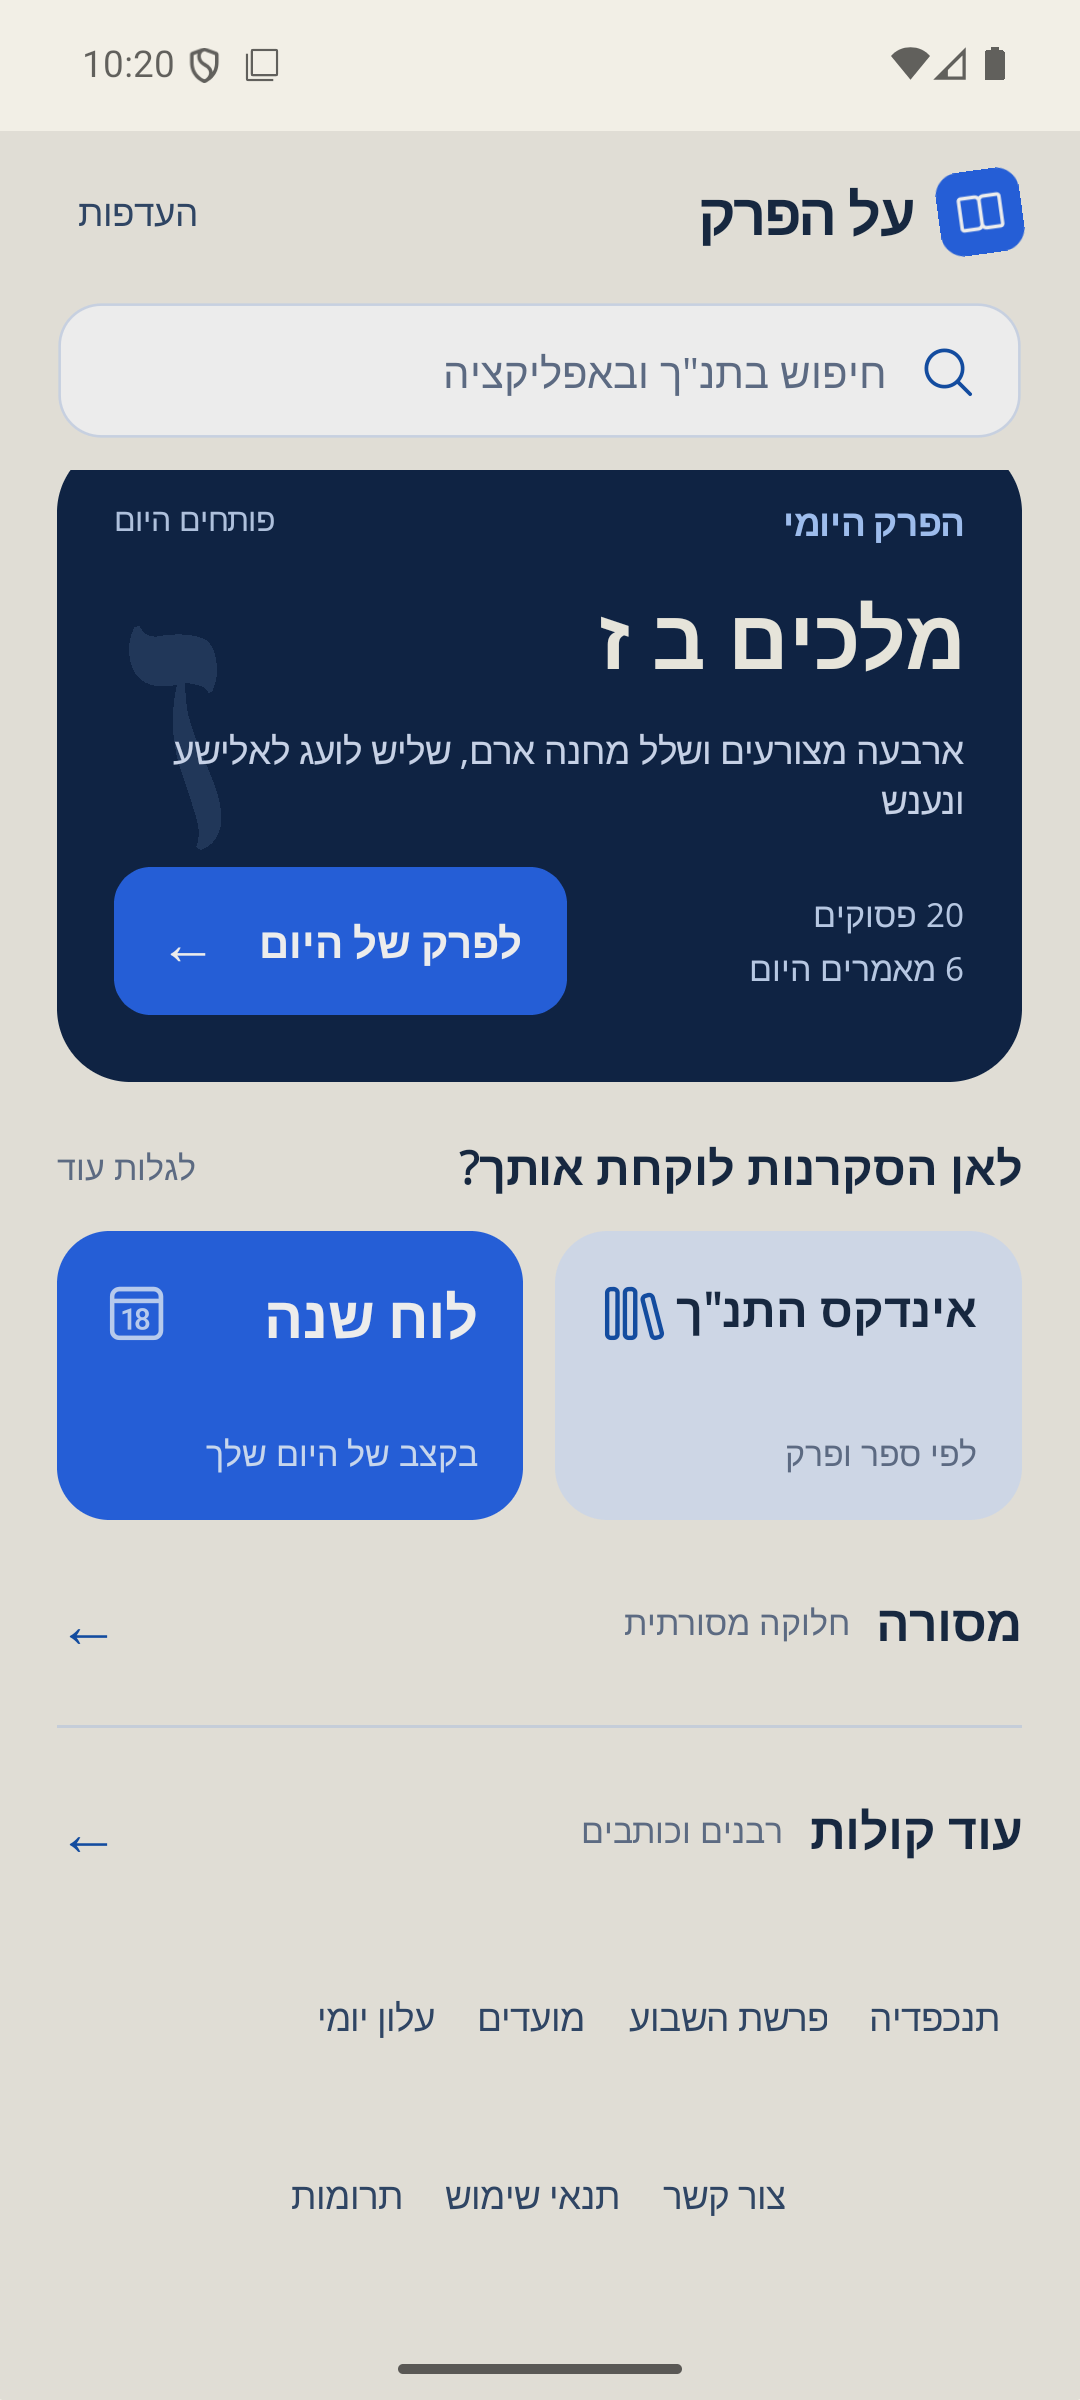 10:20
על הפרק
העדפות
חיפוש בתנ"ך ובאפליקציה
הפרק היומי
פותחים היום
מלכים ב ז
ז
ארבעה מצורעים ושלל מחנה ארם, שליש לועג לאלישע
ונענש
20 פסוקים
6 מאמרים היום
לפרק של היום ←
לאן הסקרנות לוקחת אותך?
לגלות עוד
אינדקס התנ"ך
לפי ספר ופרק
לוח שנה
18
בקצב של היום שלך
מסורה חלוקה מסורתית ←
עוד קולות רבנים וכותבים ←
תנכפדיה פרשת השבוע מועדים עלון יומי
צור קשר תנאי שימוש תרומות